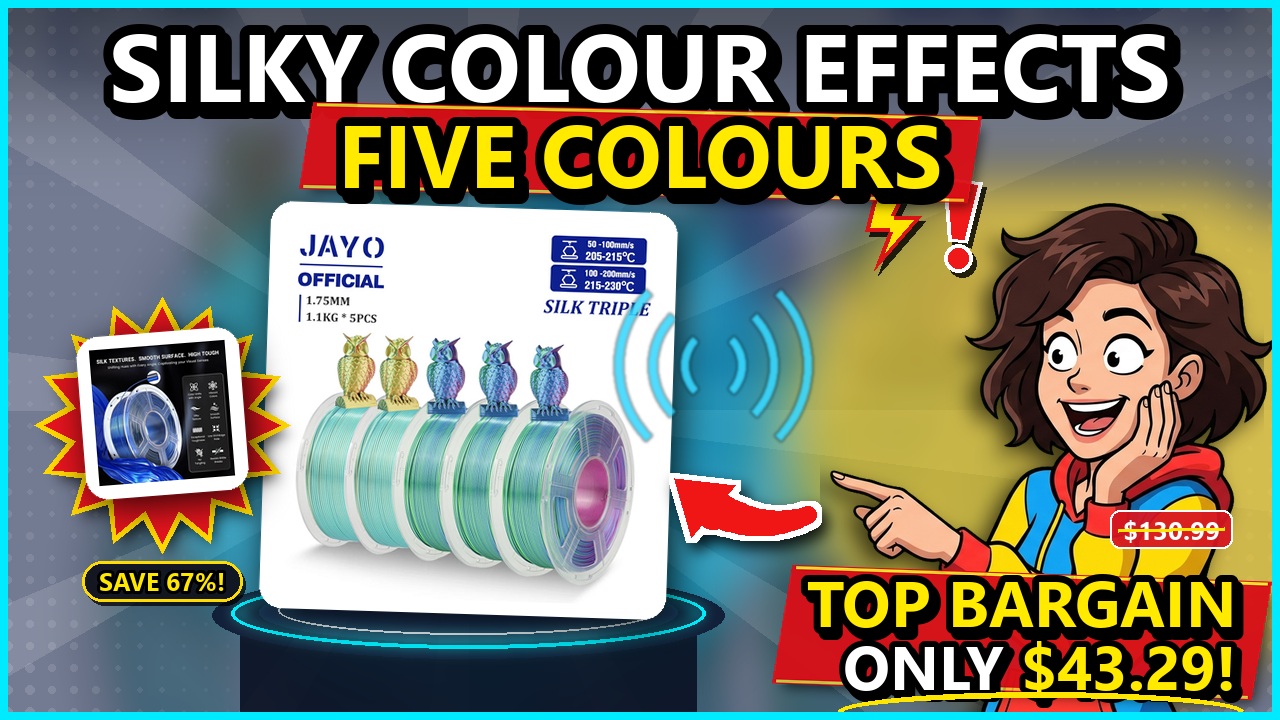 SILKY COLOUR EFFECTS
FIVE COLOURS
JAYO
OFFICIAL
1.75MM
1.1KG * 5PCS
50 -100mm/s
205-215℃
100 -200mm/s
215-230℃
SILK TRIPLE
SILK TEXTURES. SMOOTH SURFACE. HIGH TOUGH
SAVE 67%!
$130.99
TOP BARGAIN
ONLY $43.29!